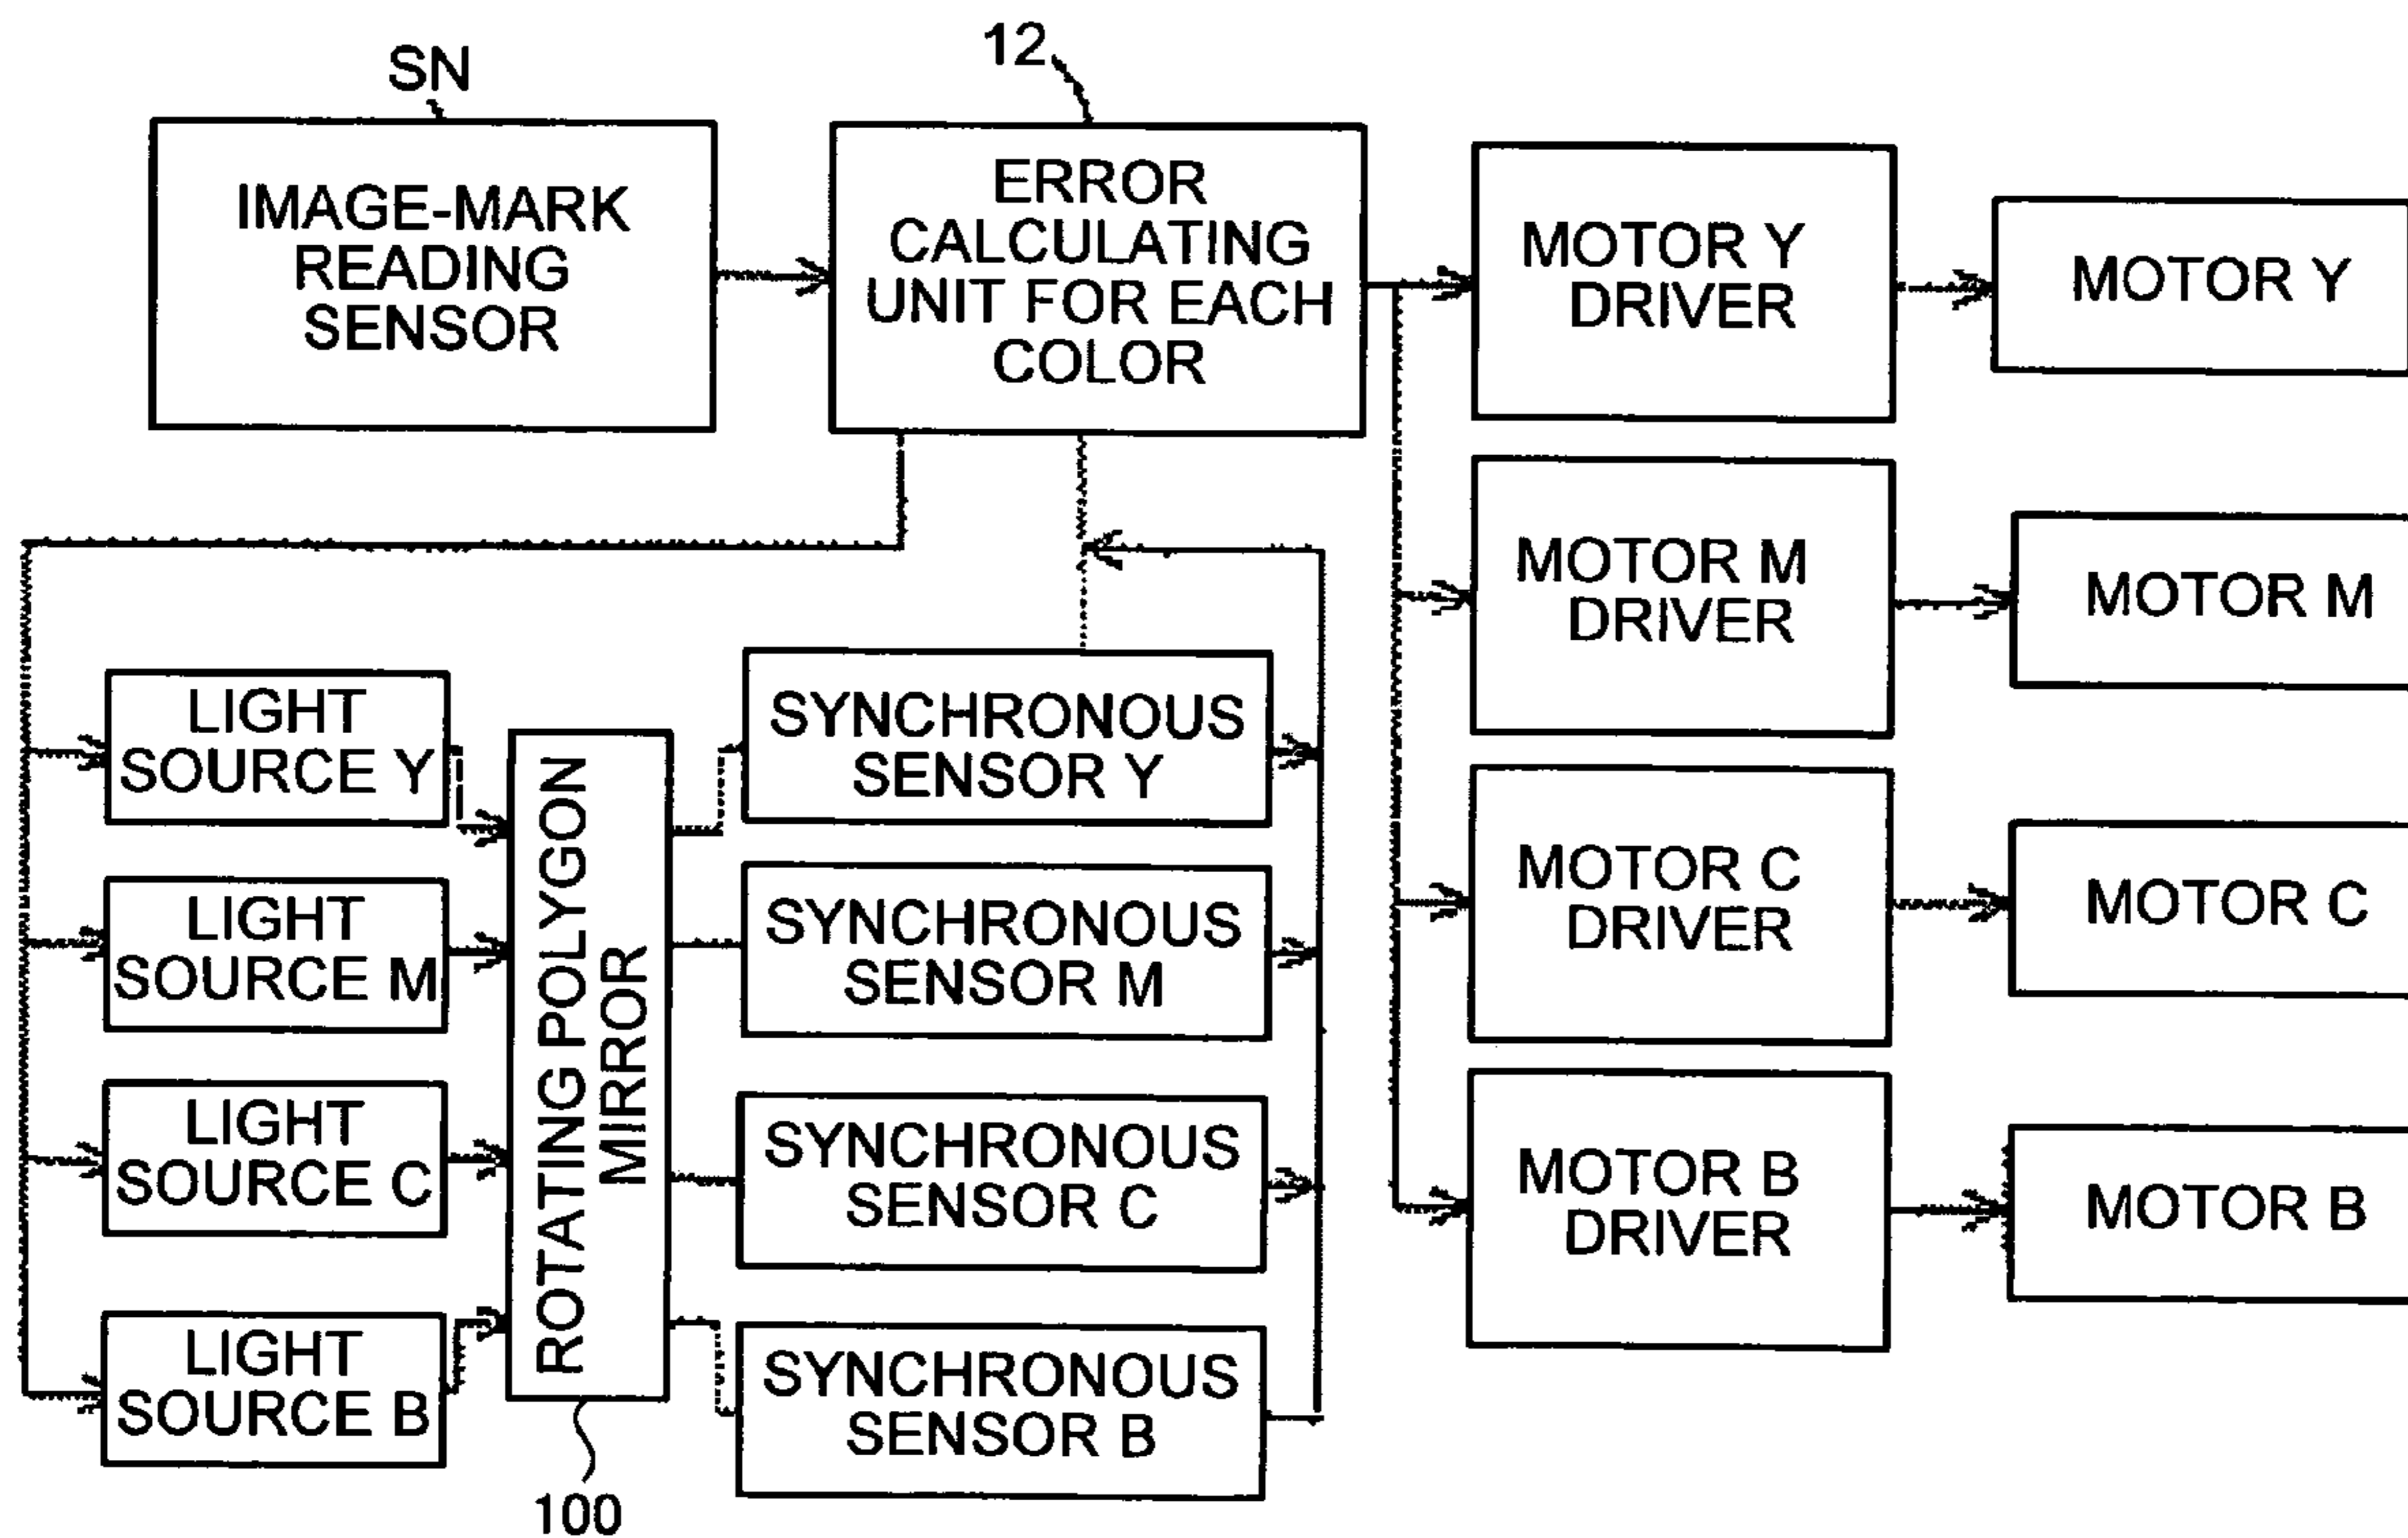 SN
12
IMAGE-MARK
READING
SENSOR
ERROR
CALCULATING
UNIT FOR EACH
COLOR
MOTOR Y
DRIVER
MOTOR Y
MOTOR M
DRIVER
MOTOR M
MOTOR C
DRIVER
MOTOR C
MOTOR B
DRIVER
MOTOR B
LIGHT
SOURCE Y
LIGHT
SOURCE M
LIGHT
SOURCE C
LIGHT
SOURCE B
ROTATING POLYGON
MIRROR
100
SYNCHRONOUS
SENSOR Y
SYNCHRONOUS
SENSOR M
SYNCHRONOUS
SENSOR C
SYNCHRONOUS
SENSOR B